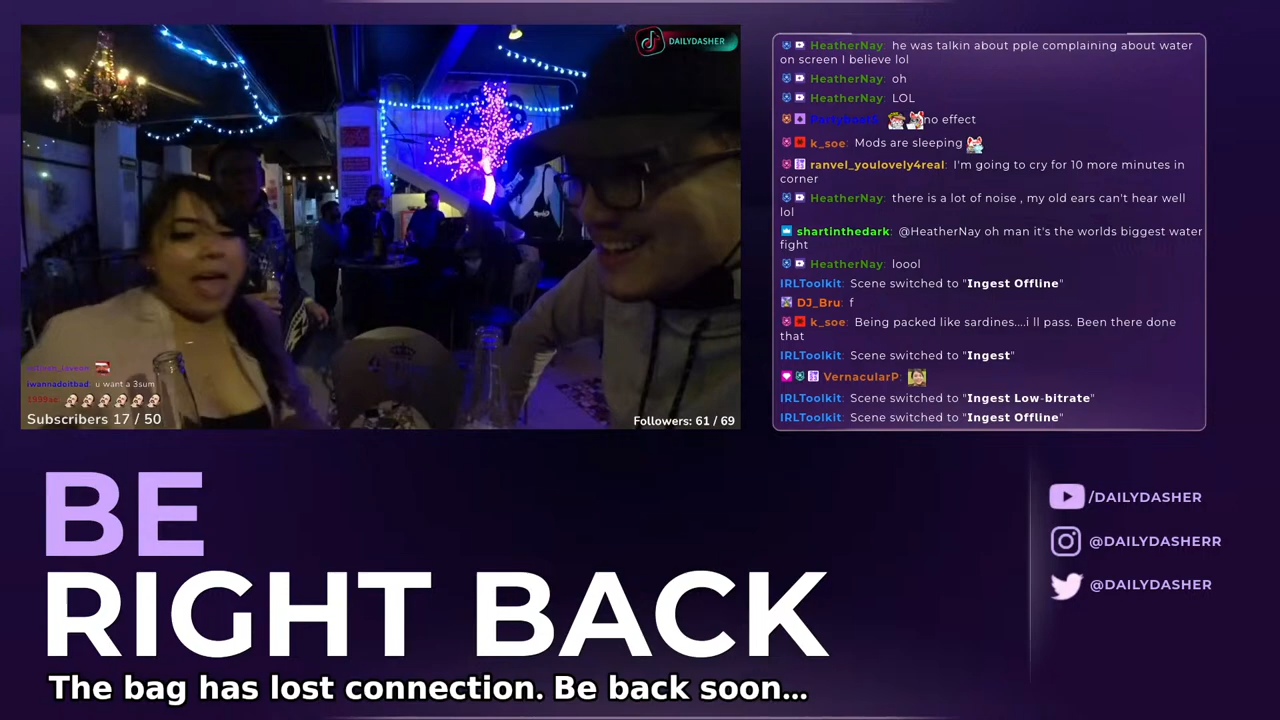 DAILYDASHER
iwannadoitbad: u want a 3sum
Subscribers 17 / 50
Followers: 61 / 69
HeatherNay: he was talkin about pple complaining about water
on screen I believe lol
HeatherNay: oh
HeatherNay: LOL
no effect
k_soe: Mods are sleeping
ranvel_youlovely4real: I'm going to cry for 10 more minutes in
corner
HeatherNay: there is a lot of noise , my old ears can't hear well
lol
shartinthedark: @HeatherNay oh man it's the worlds biggest water
fight
HeatherNay: loool
IRLToolkit: Scene switched to "Ingest Offline"
DJ_Bru: f
k_soe: Being packed like sardines....i ll pass. Been there done
that
IRLToolkit: Scene switched to "Ingest"
VernacularP:
IRLToolkit: Scene switched to "Ingest Low-bitrate"
IRLToolkit: Scene switched to "Ingest Offline"
BE
RIGHT BACK
The bag has lost connection. Be back soon...
/DAILYDASHER
@DAILYDASHERR
@DAILYDASHER